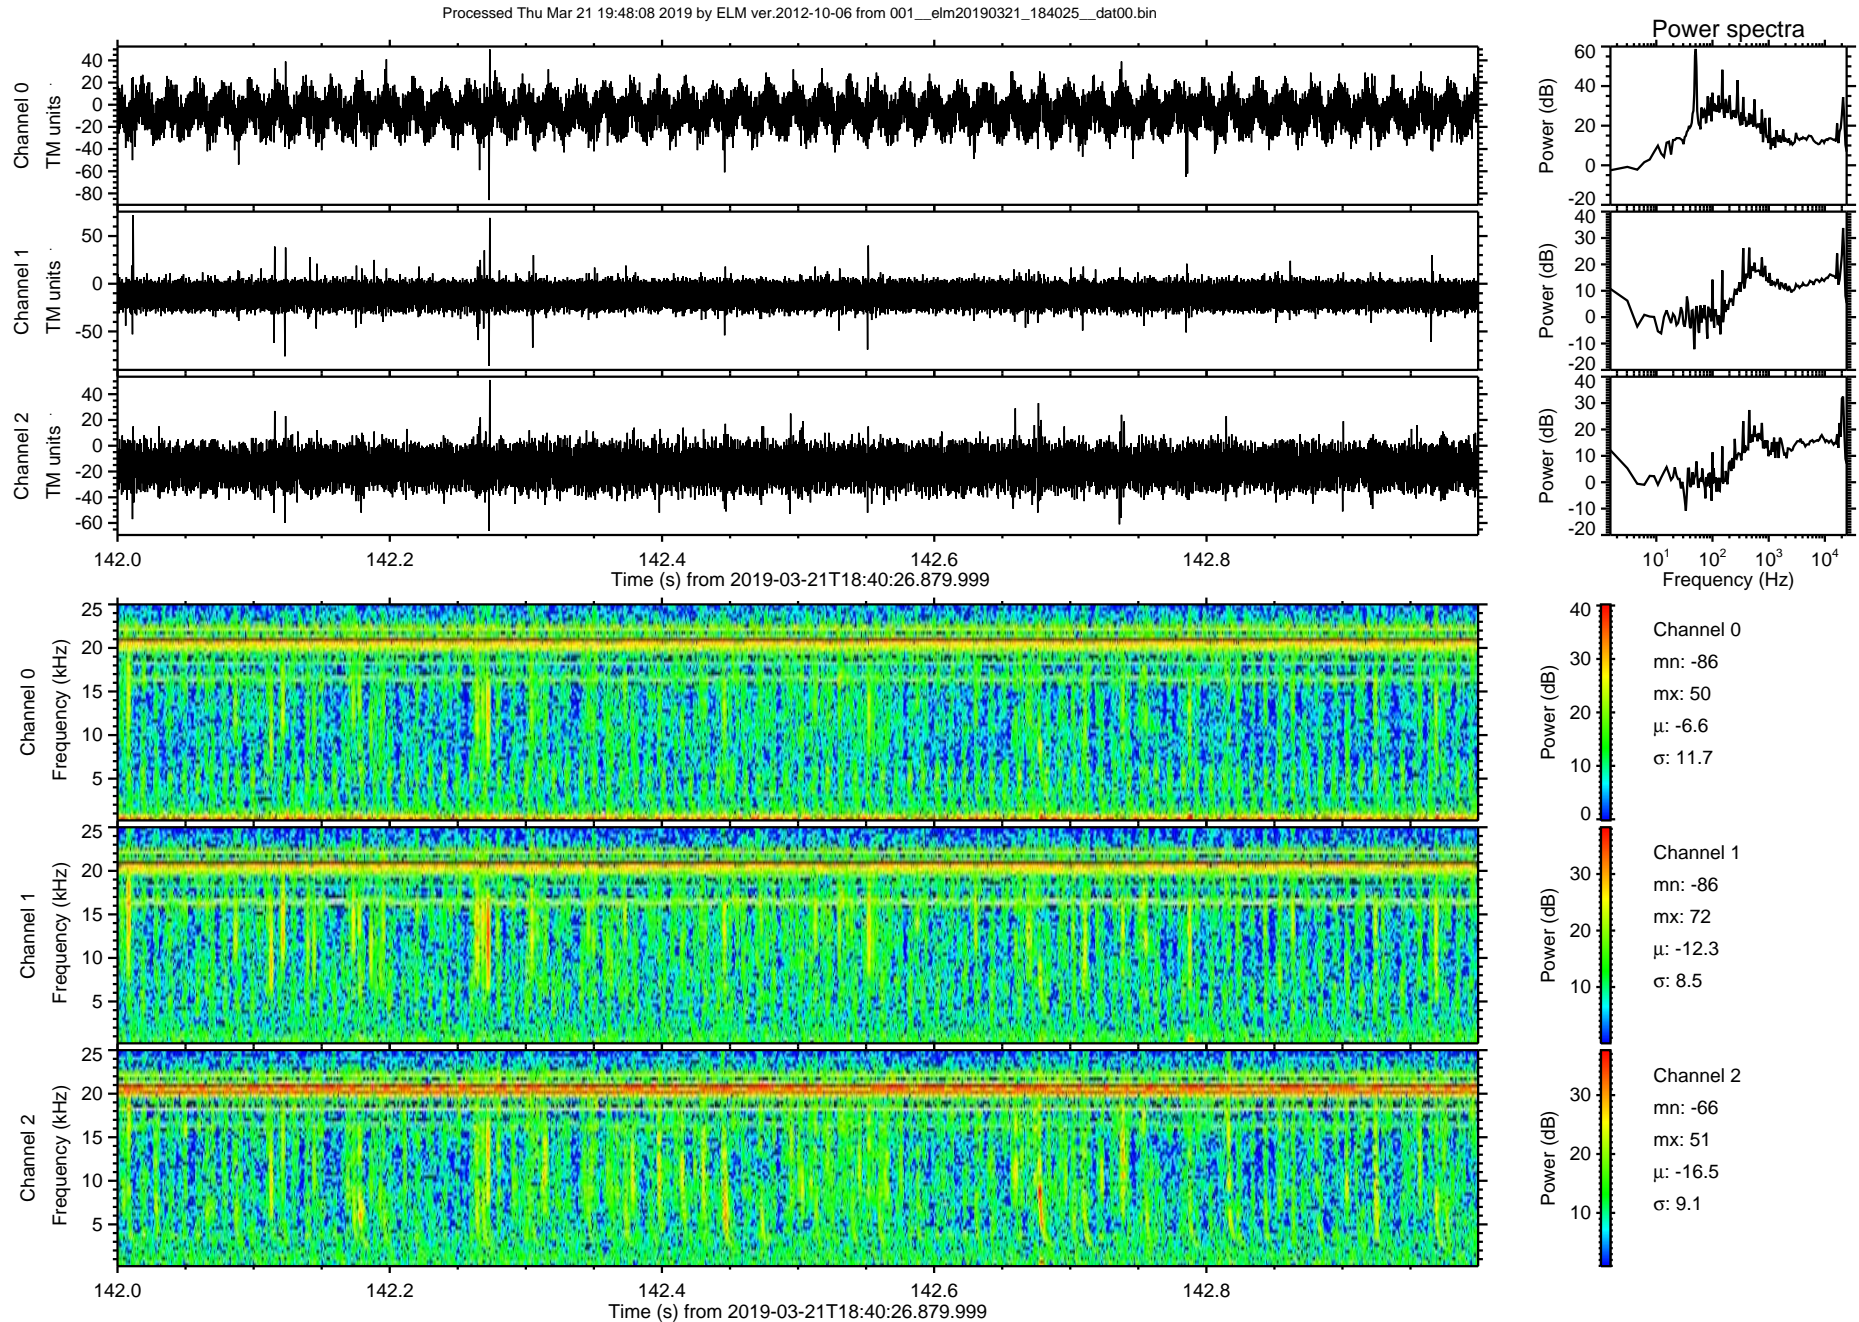 Processed Thu Mar 21 19:48:08 2019 by ELM ver.2012-10-06 from 001__elm20190321_184025__dat00.bin
Power spectra
Channel 0
TM units
40
20
0
-20
-40
-60
-80
Power (dB)
60
40
20
0
-20
Channel 1
TM units
50
0
-50
Power (dB)
40
30
20
10
0
-10
-20
Channel 2
TM units
40
20
0
-20
-40
-60
Power (dB)
40
30
20
10
0
-10
-20
142.0 142.2 142.4 142.6 142.8
Time (s) from 2019-03-21T18:40:26.879.999
10^1 10^2 10^3 10^4
Frequency (Hz)
Channel 0
Frequency (kHz)
25
20
15
10
5
Power (dB)
40
30
20
10
0
Channel 0
mn: -86
mx: 50
μ: -6.6
σ: 11.7
Channel 1
Frequency (kHz)
25
20
15
10
5
Power (dB)
30
20
10
Channel 1
mn: -86
mx: 72
μ: -12.3
σ: 8.5
Channel 2
Frequency (kHz)
25
20
15
10
5
Power (dB)
30
20
10
Channel 2
mn: -66
mx: 51
μ: -16.5
σ: 9.1
142.0 142.2 142.4 142.6 142.8
Time (s) from 2019-03-21T18:40:26.879.999